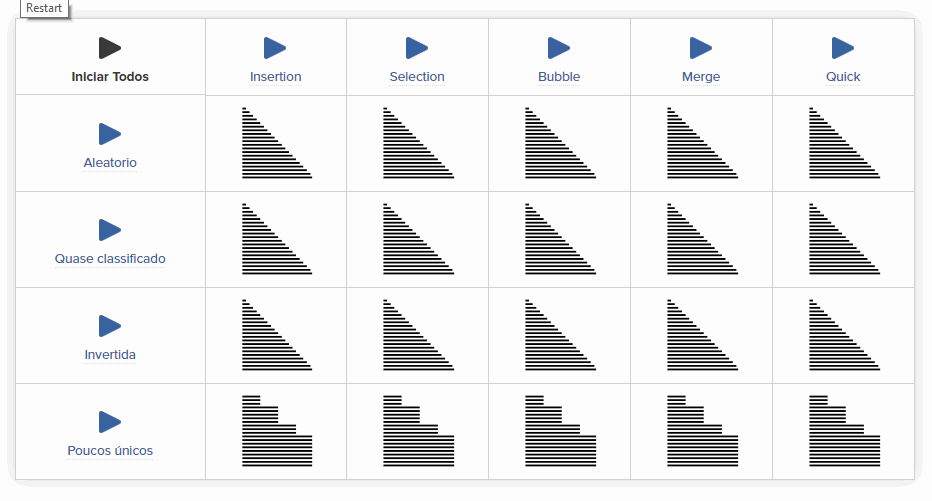 Restart
Iniciar Todos
Insertion
Selection
Bubble
Merge
Quick
Aleatorio
Quase classificado
Invertida
Poucos únicos